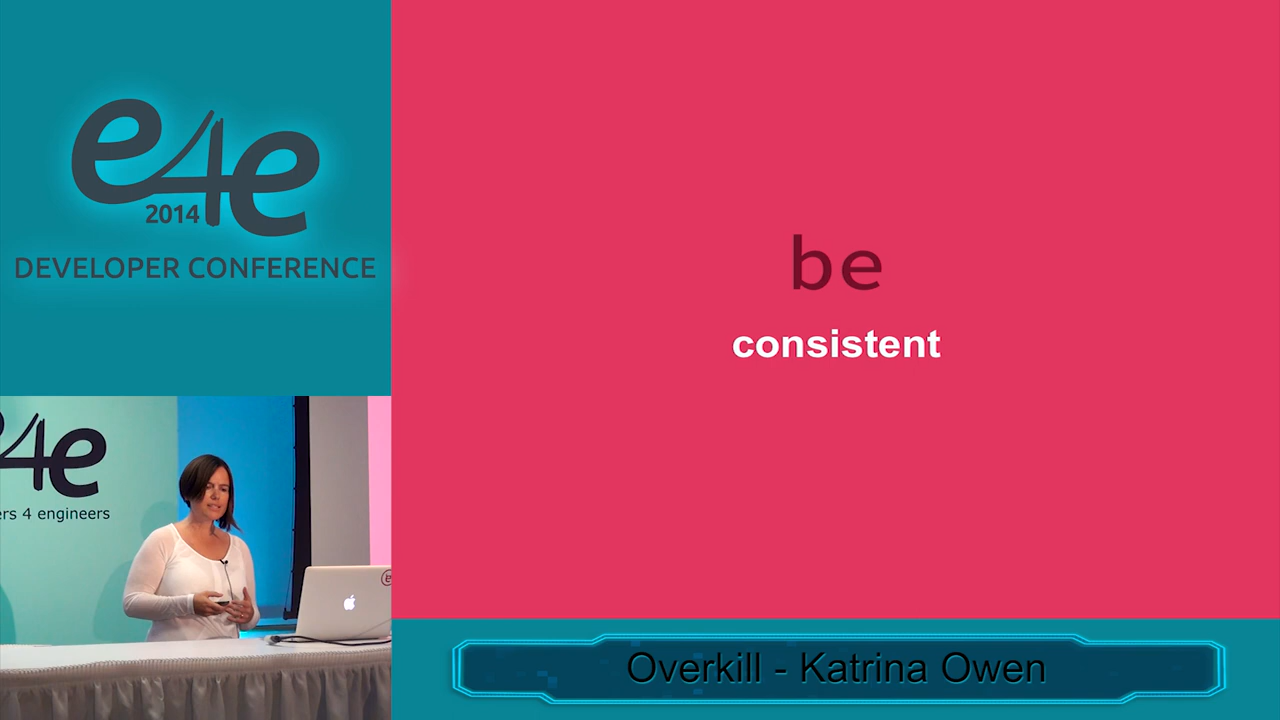 e4e
2014
DEVELOPER CONFERENCE
be
consistent
4e
ers 4 engineers
Overkill - Katrina Owen